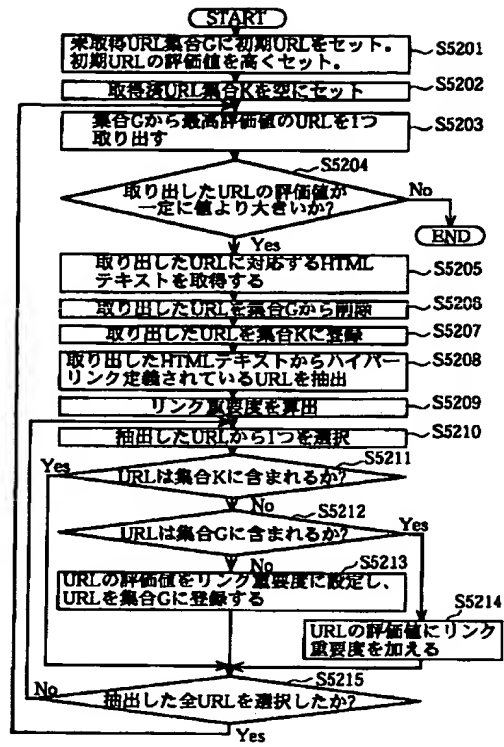 START
未取得URL集合Gに初期URLをセット。
初期URLの評価値を高くセット。
S5201
取得済URL集合Kを空にセット
S5202
集合Gから最高評価値のURLを1つ
取り出す
S5203
S5204
取り出したURLの評価値が
一定に値より大きいか?
No
END
Yes
取り出したURLに対応するHTML
テキストを取得する
S5205
取り出したURLを集合Gから削除
S5206
取り出したURLを集合Kに登録
S5207
取り出したHTMLテキストからハイパー
リンク定義されているURLを抽出
S5208
リンク重要度を算出
S5209
抽出したURLから1つを選択
S5210
S5211
Yes
URLは集合Kに含まれるか?
No
S5212
URLは集合Gに含まれるか?
Yes
No
S5213
URLの評価値をリンク重要度に設定し、
URLを集合Gに登録する
S5214
URLの評価値にリンク
重要度を加える
S5215
No
抽出した全URLを選択したか?
Yes